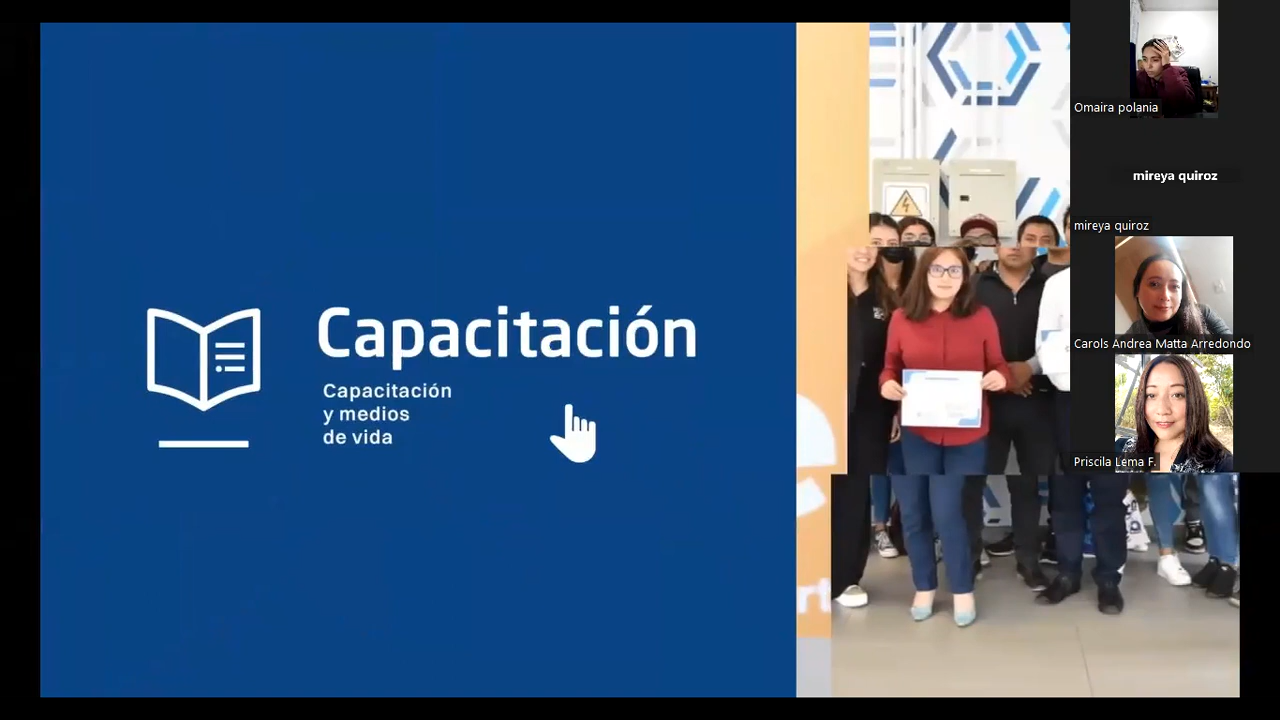 Capacitación
Capacitación
y medios
de vida
Omaira polania
mireya quiroz
mireya quiroz
Carols Andrea Matta Arredondo
Priscila Lema F.